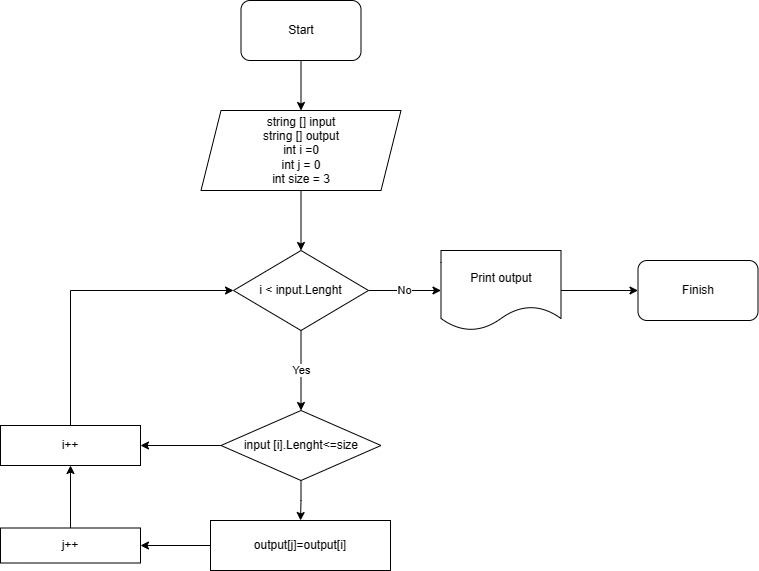 Start
string [] input
string [] output
int i =0
int j = 0
int size = 3
i < input.Lenght
No
Print output
Finish
Yes
input [i].Lenght<=size
i++
output[j]=output[i]
j++